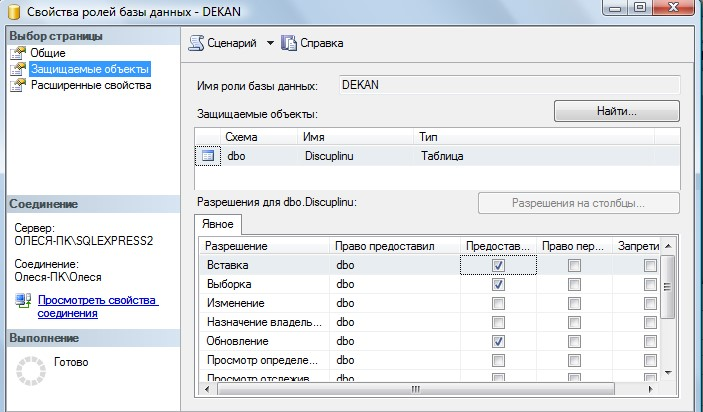 Свойства ролей базы данных - DEKAN
Выбор страницы
Общие
Защищаемые объекты
Расширенные свойства
Сценарий
Справка
Имя роли базы данных: DEKAN
Защищаемые объекты: Найти...
Схема Имя Тип
dbo Discuplinu Таблица
Соединение
Сервер:
ОЛЕСЯ-ПК\SQLEXPRESS2
Соединение:
Олеся-ПК\Олеся
Просмотреть свойства
соединения
Выполнение
Готово
Разрешения для dbo.Discuplinu: Разрешения на столбцы...
Явное
Разрешение Право предоставил Предостав... Право пер... Запрети
Вставка dbo
Выборка dbo
Изменение dbo
Назначение владель... dbo
Обновление dbo
Просмотр определе... dbo
Просмотр отслежив... dbo